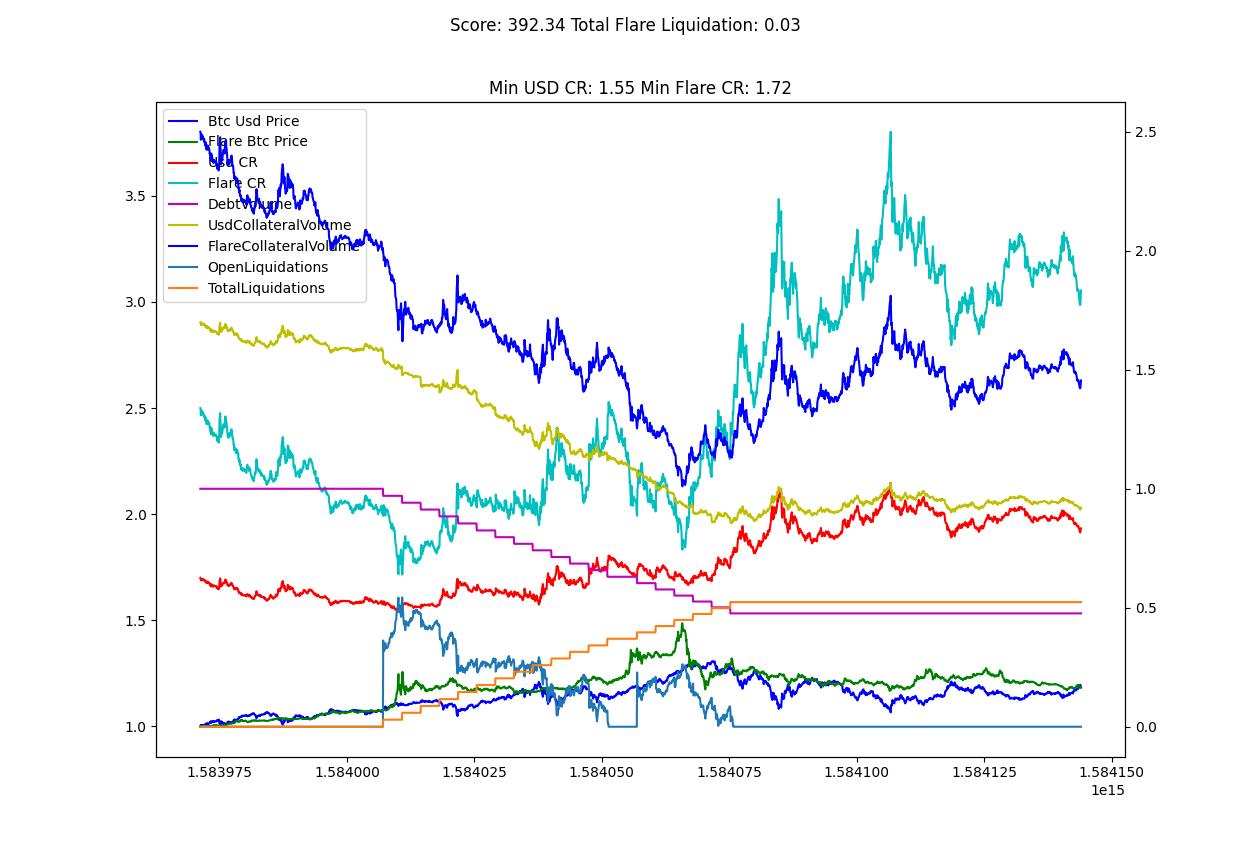 Score: 392.34 Total Flare Liquidation: 0.03
Min USD CR: 1.55 Min Flare CR: 1.72
Btc Usd Price
Flare Btc Price
Usd CR
Flare CR
DebtVolume
UsdCollateralVolume
FlareCollateralVolume
OpenLiquidations
TotalLiquidations
3.5
3.0
2.5
2.0
1.5
1.0
2.5
2.0
1.5
1.0
0.5
0.0
1.583975 1.584000 1.584025 1.584050 1.584075 1.584100 1.584125 1.584150
1e15